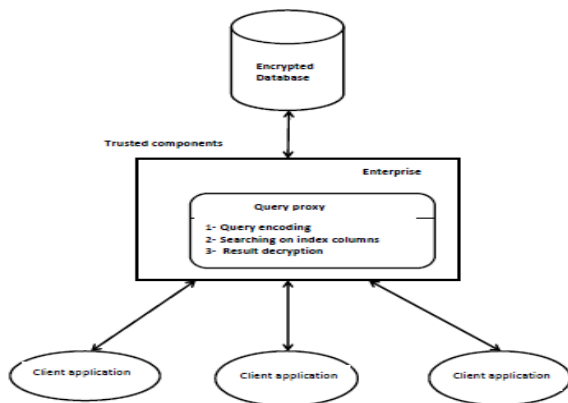 Encrypted
Database
Trusted components
Enterprise
Query proxy
1- Query encoding
2- Searching on index columns
3- Result decryption
Client application
Client application
Client application